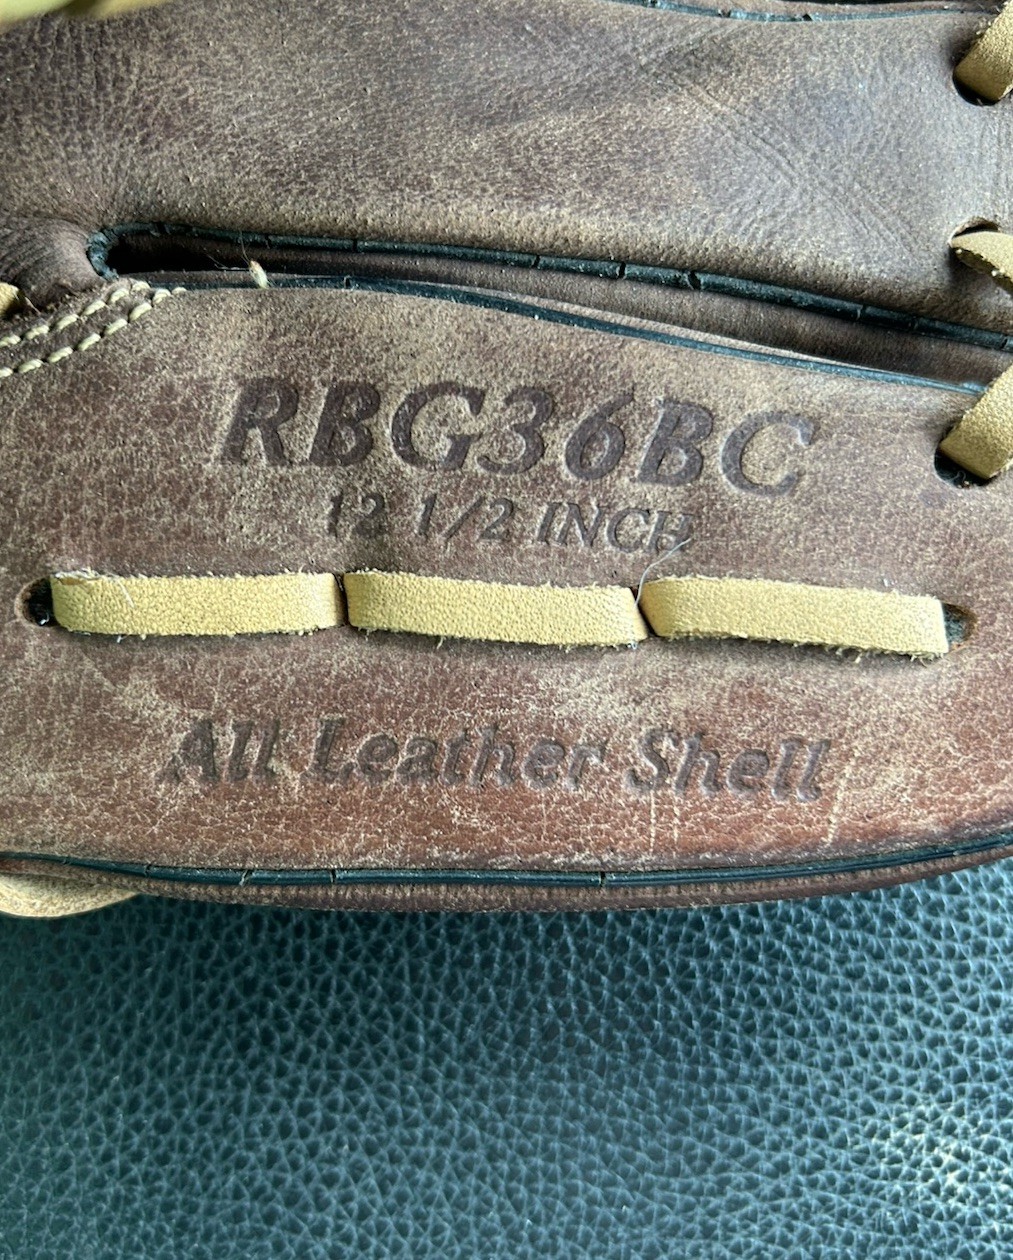 RBG36BC
12 1/2 INCH
All Leather Shell